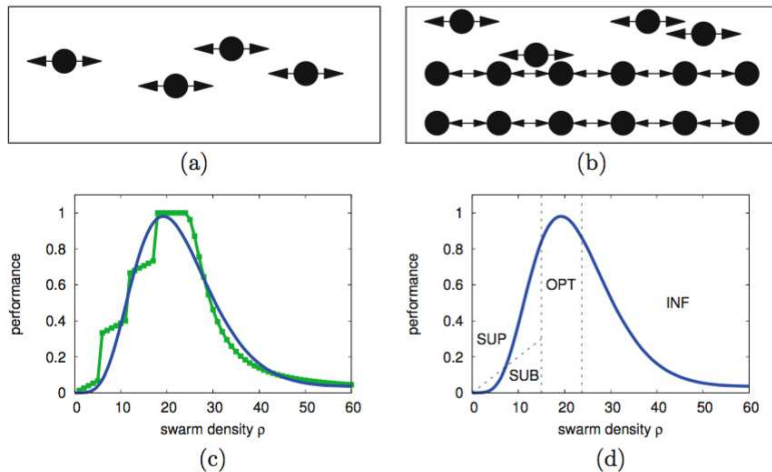 (a)
(b)
1
0.8
0.6
0.4
0.2
0
performance
0 10 20 30 40 50 60
swarm density ρ
(c)
1
0.8
0.6
0.4
0.2
0
performance
SUP
SUB
OPT
INF
0 10 20 30 40 50 60
swarm density ρ
(d)